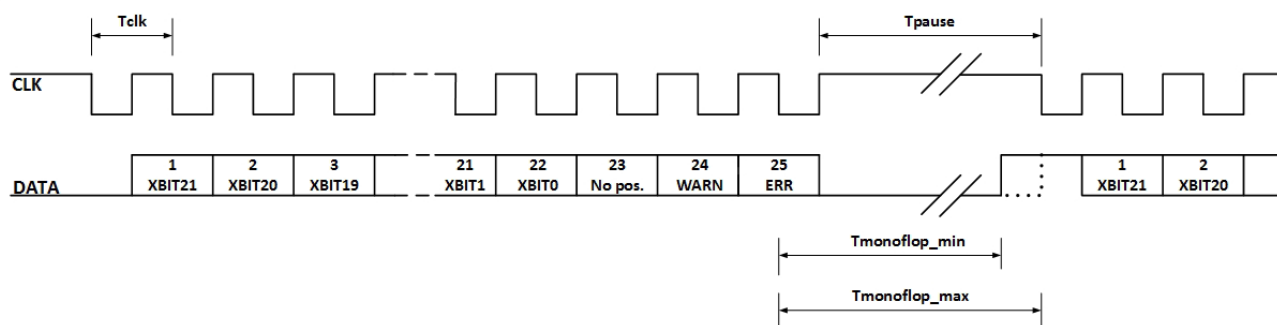 Tclk
Tpause
CLK
1 2 3 21 22 23 24 25 1 2
DATA XBIT21 XBIT20 XBIT19 XBIT1 XBIT0 No pos. WARN ERR XBIT21 XBIT20
Tmonoflop_min
Tmonoflop_max